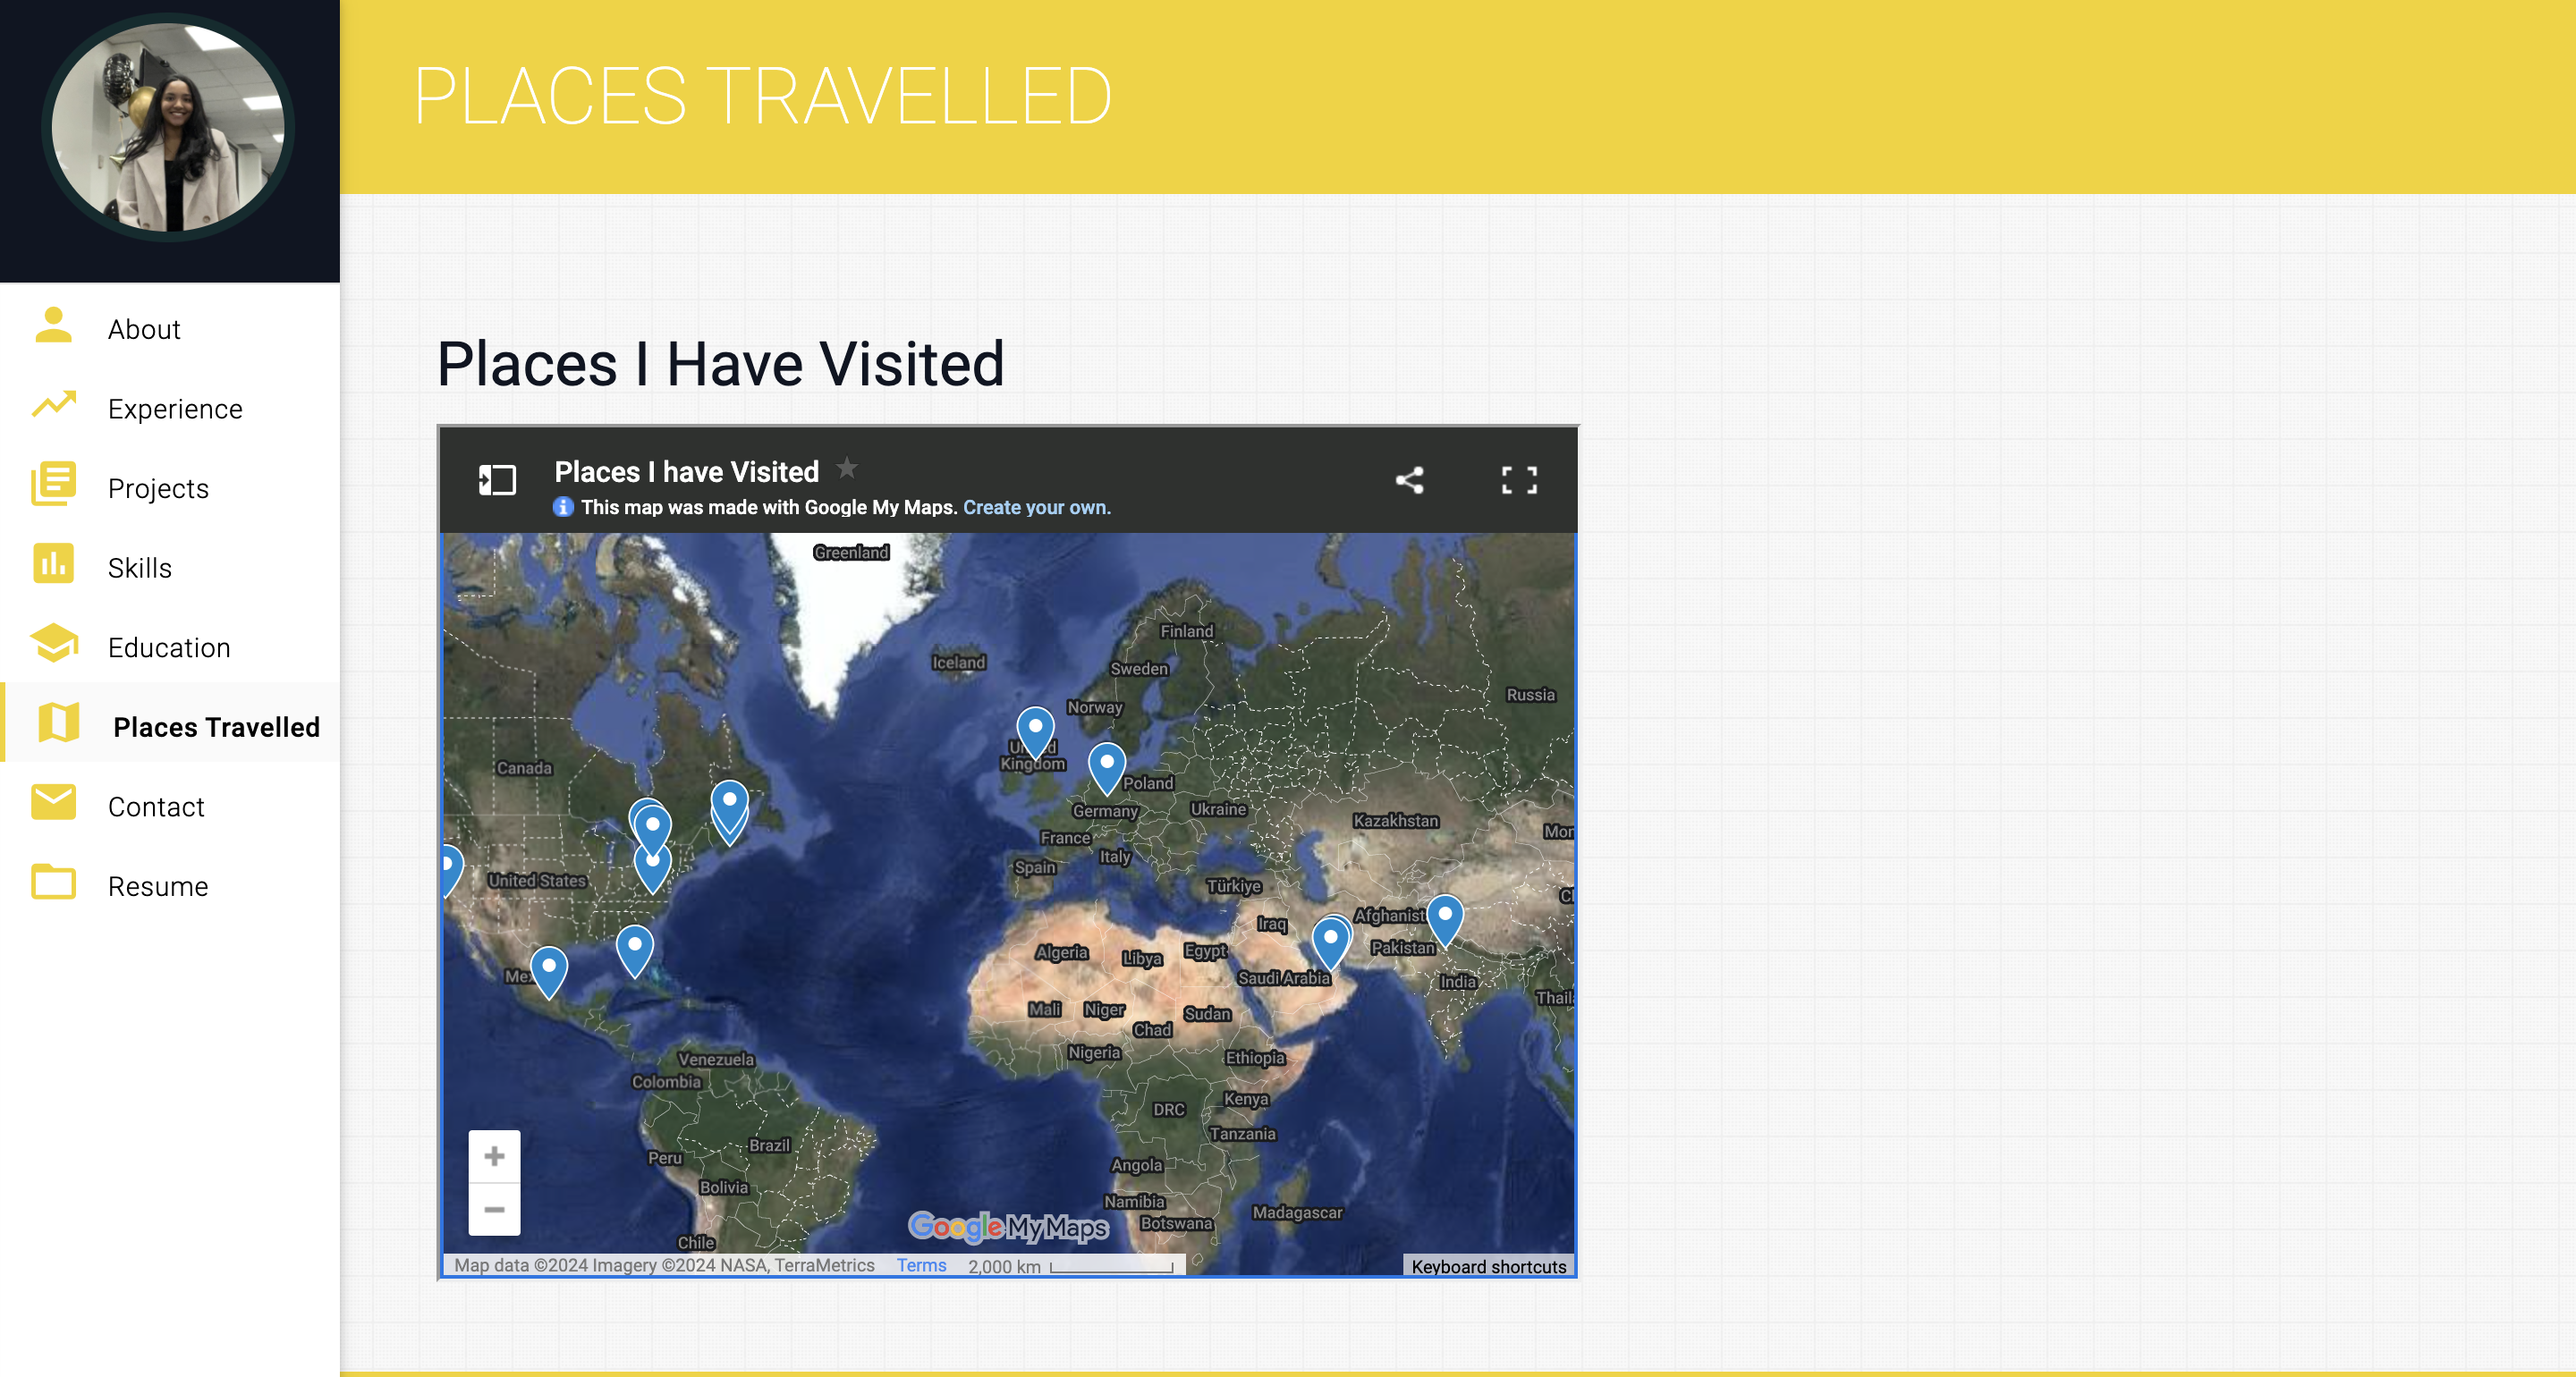 PLACES TRAVELLED
About
Experience
Projects
Skills
Education
Places Travelled
Contact
Resume
Places I Have Visited
Places I have Visited
This map was made with Google My Maps. Create your own.
Greenland
Finland
Iceland
Sweden
Russia
Norway
United
Kingdom
Canada
Poland
Germany
Ukraine
Kazakhstan
France
Mon
Italy
Spain
United States
Türkiye
Iraq
Afghanist
Pakistan
Algeria
Libya
Egypt
Mex
Saudi Arabia
India
Thail
Mali
Niger
Sudan
Chad
Nigeria
Ethiopia
Venezuela
Colombia
Kenya
DRC
Tanzania
Brazil
Peru
Angola
Bolivia
Namibia
Botswana
Madagascar
Chile
Google My Maps
Map data ©2024 Imagery ©2024 NASA, TerraMetrics Terms 2,000 km
Keyboard shortcuts